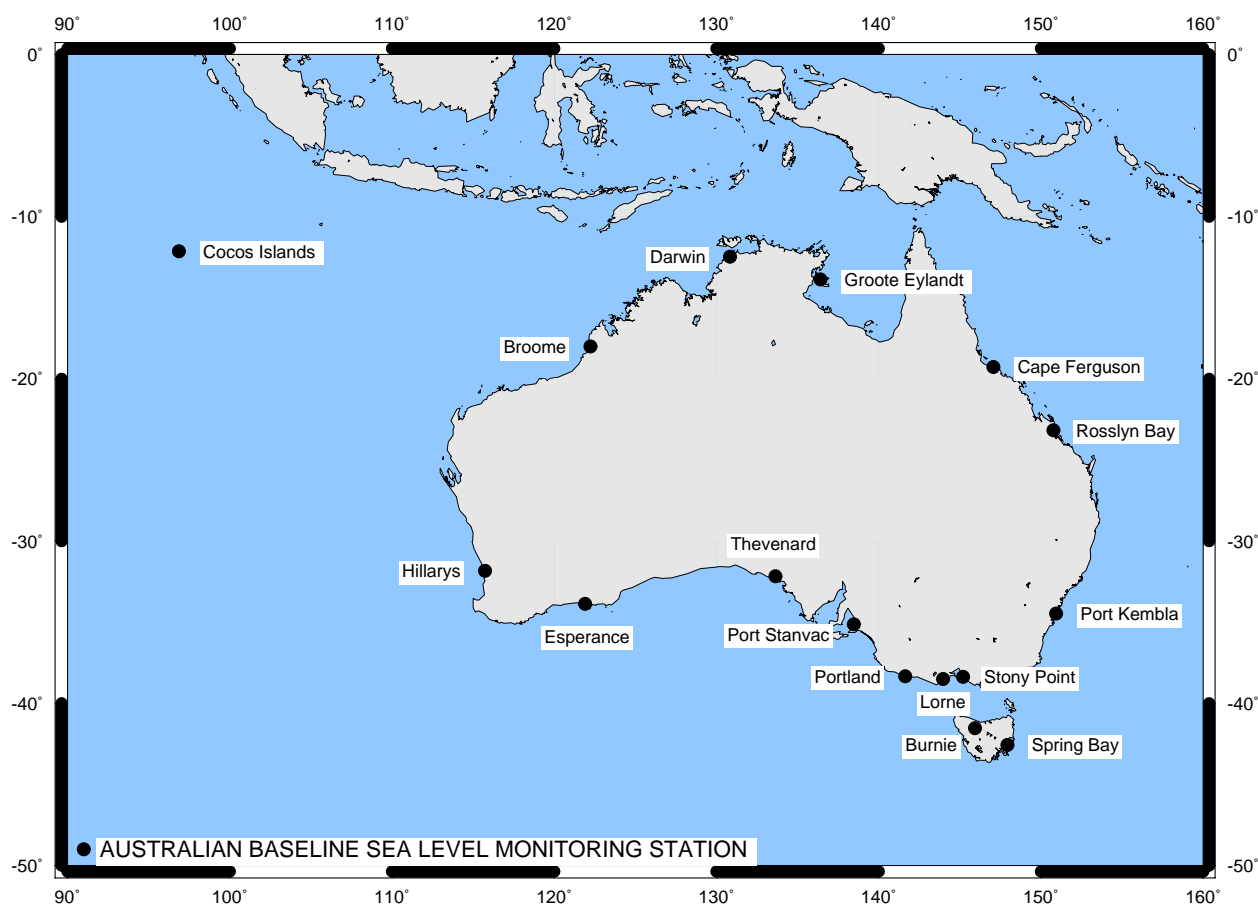 90˚ 100˚ 110˚ 120˚ 130˚ 140˚ 150˚ 160˚
0˚ 0˚
-10˚ -10˚
Cocos Islands
Darwin
Groote Eylandt
Broome
Cape Ferguson
-20˚ -20˚
Rosslyn Bay
-30˚ -30˚
Thevenard
Hillarys
Port Kembla
Esperance
Port Stanvac
Portland
Stony Point
Lorne
-40˚ -40˚
Burnie
Spring Bay
AUSTRALIAN BASELINE SEA LEVEL MONITORING STATION
-50˚ -50˚
90˚ 100˚ 110˚ 120˚ 130˚ 140˚ 150˚ 160˚